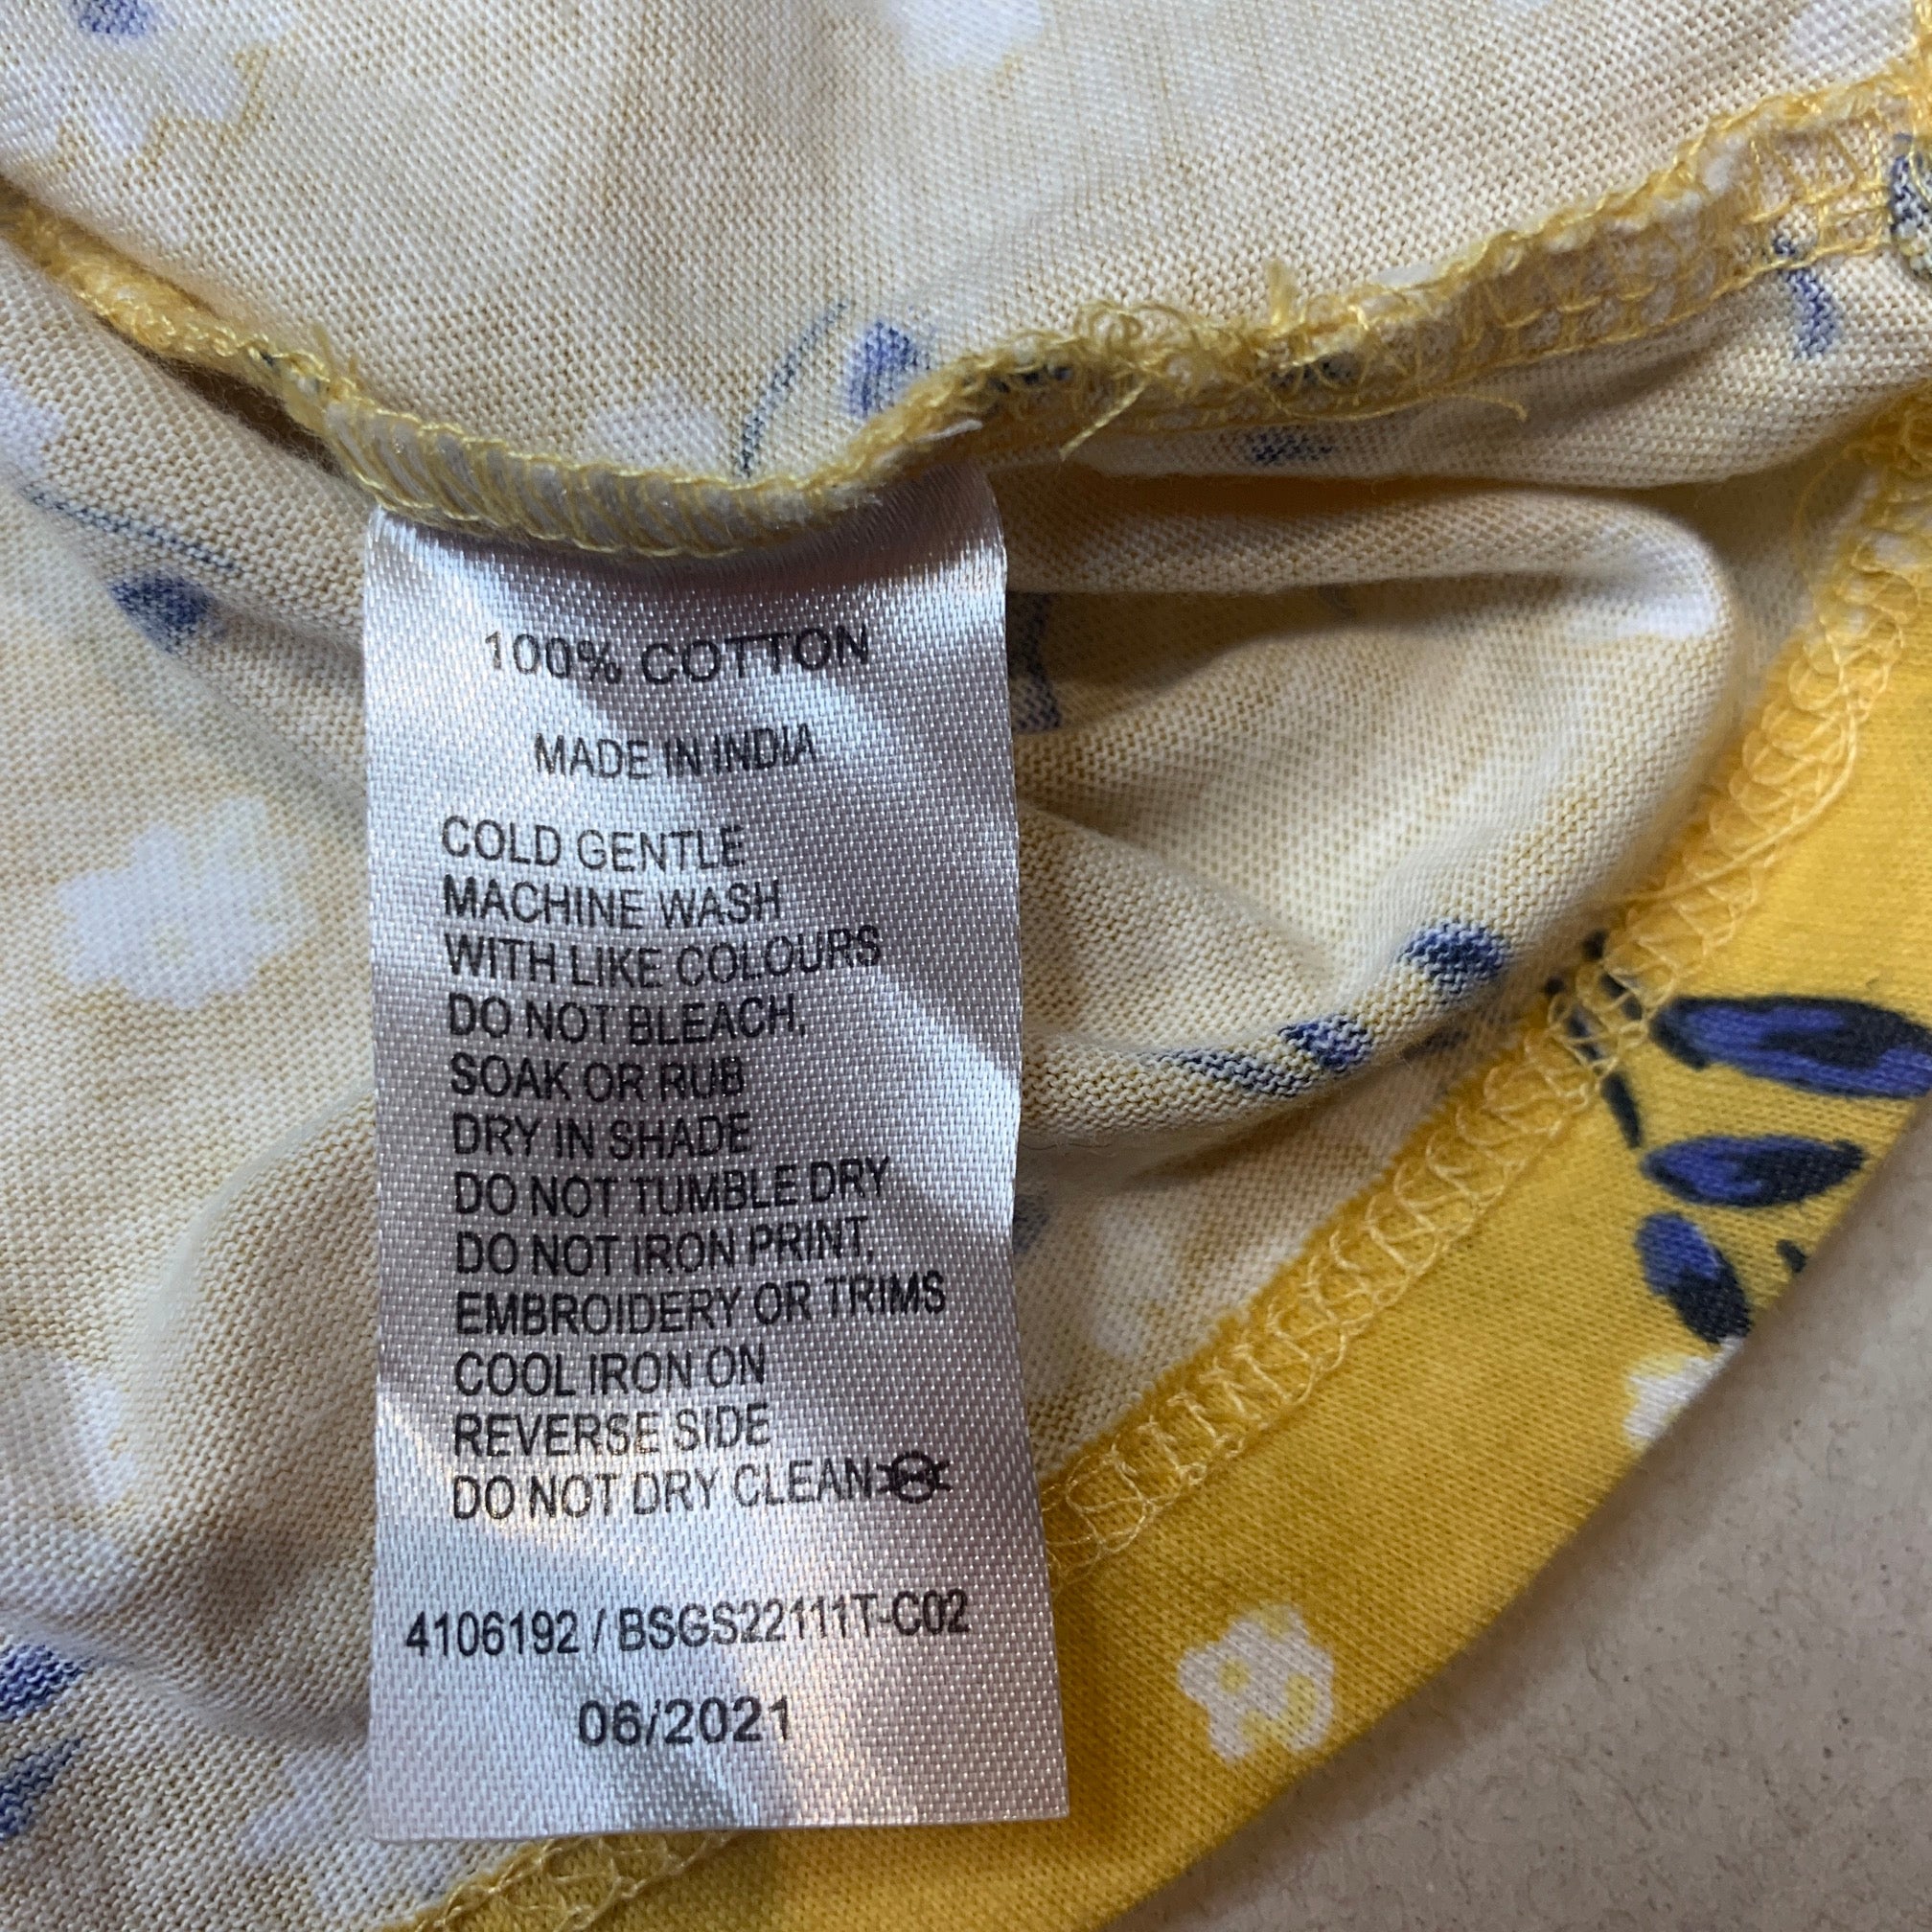 100% COTTON
MADE IN INDIA
COLD GENTLE
MACHINE WASH
WITH LIKE COLOURS
DO NOT BLEACH,
SOAK OR RUB
DRY IN SHADE
DO NOT TUMBLE DRY
DO NOT IRON PRINT,
EMBROIDERY OR TRIMS
COOL IRON ON
REVERSE SIDE
DO NOT DRY CLEAN
4106192 / BSGS22111T-C02
06/2021